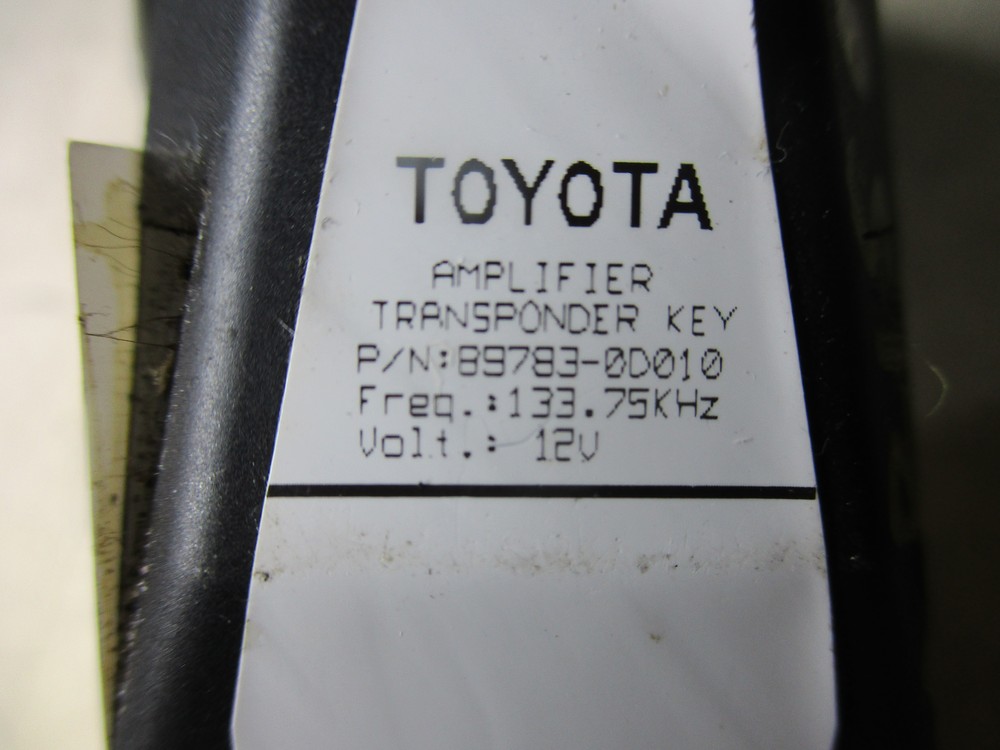 TOYOTA
AMPLIFIER
TRANSPONDER KEY
P/N:89783-0D010
Freq.:133.75KHz
Volt.: 12V